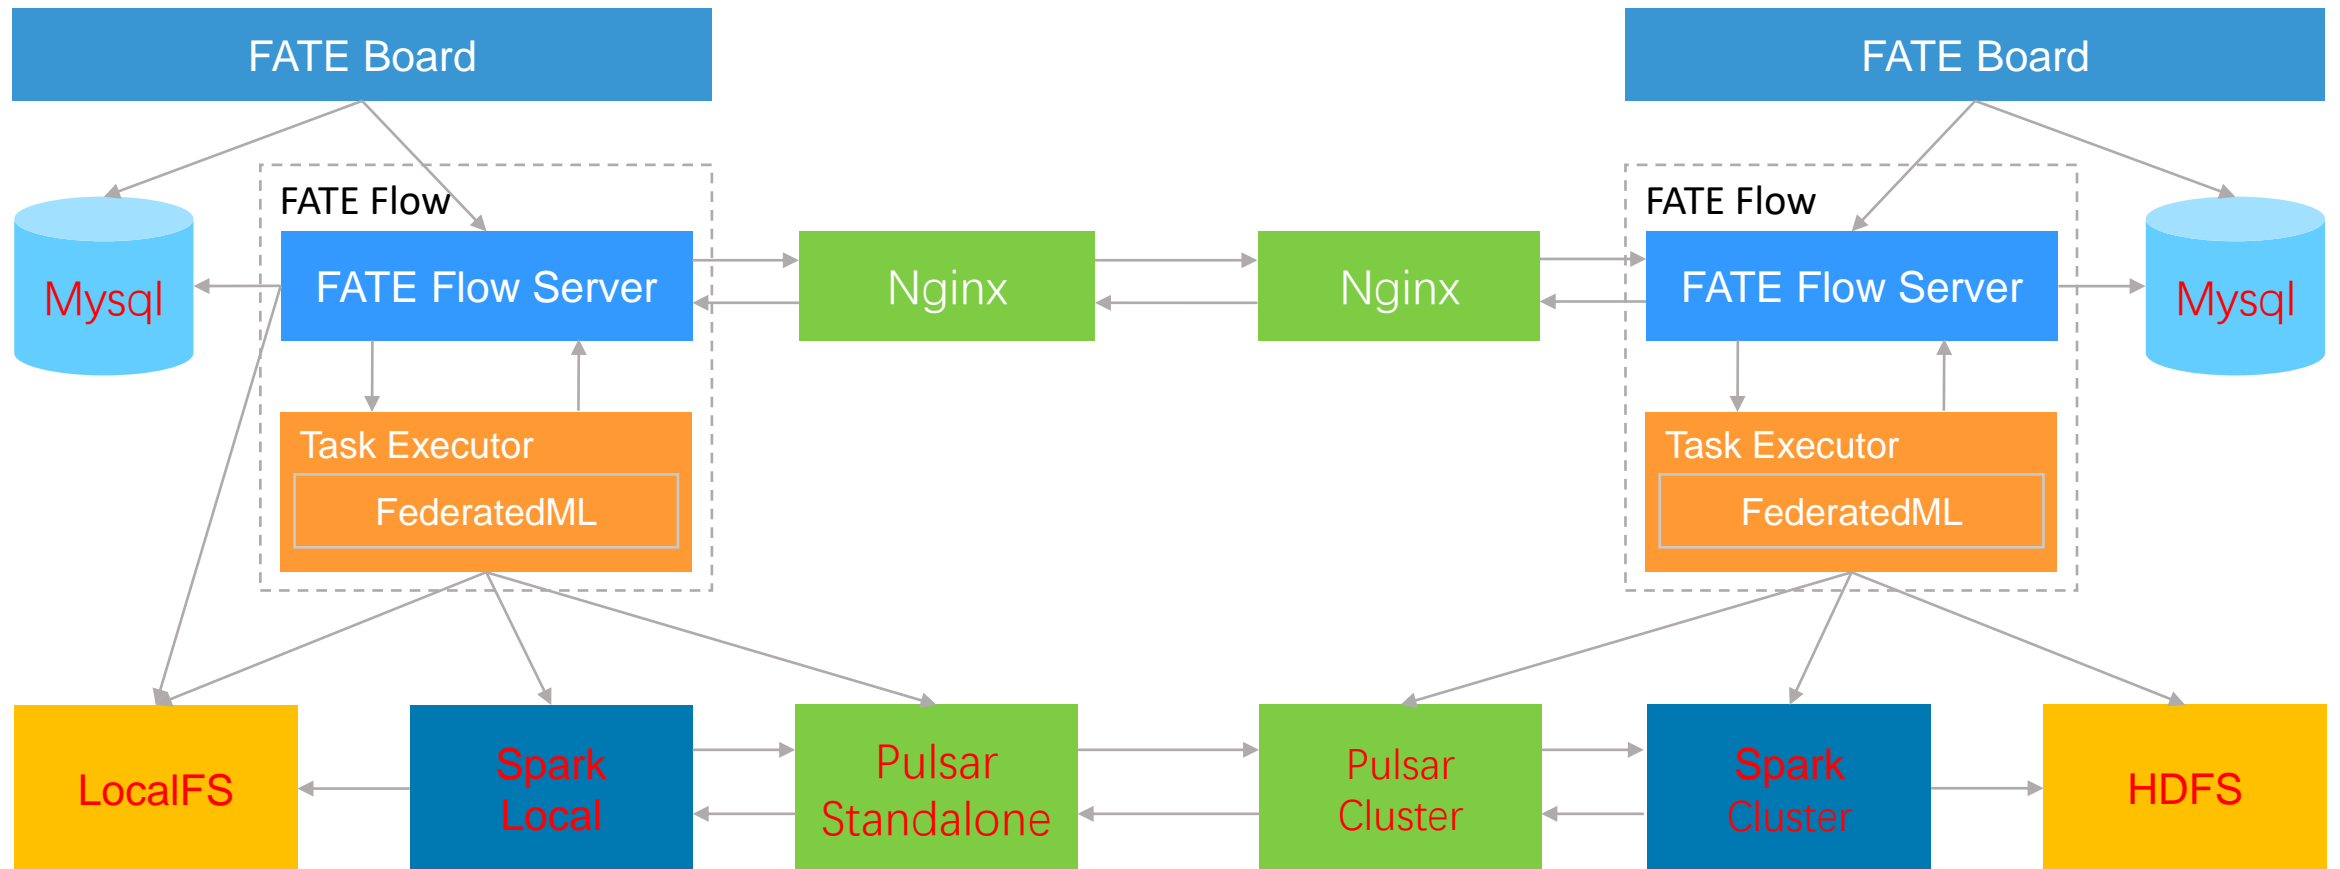 FATE Board
FATE Board
FATE Flow
FATE Flow
Mysql
FATE Flow Server
Nginx
Nginx
FATE Flow Server
Mysql
Task Executor
FederatedML
Task Executor
FederatedML
LocalFS
Spark
Local
Pulsar
Standalone
Pulsar
Cluster
Spark
Cluster
HDFS